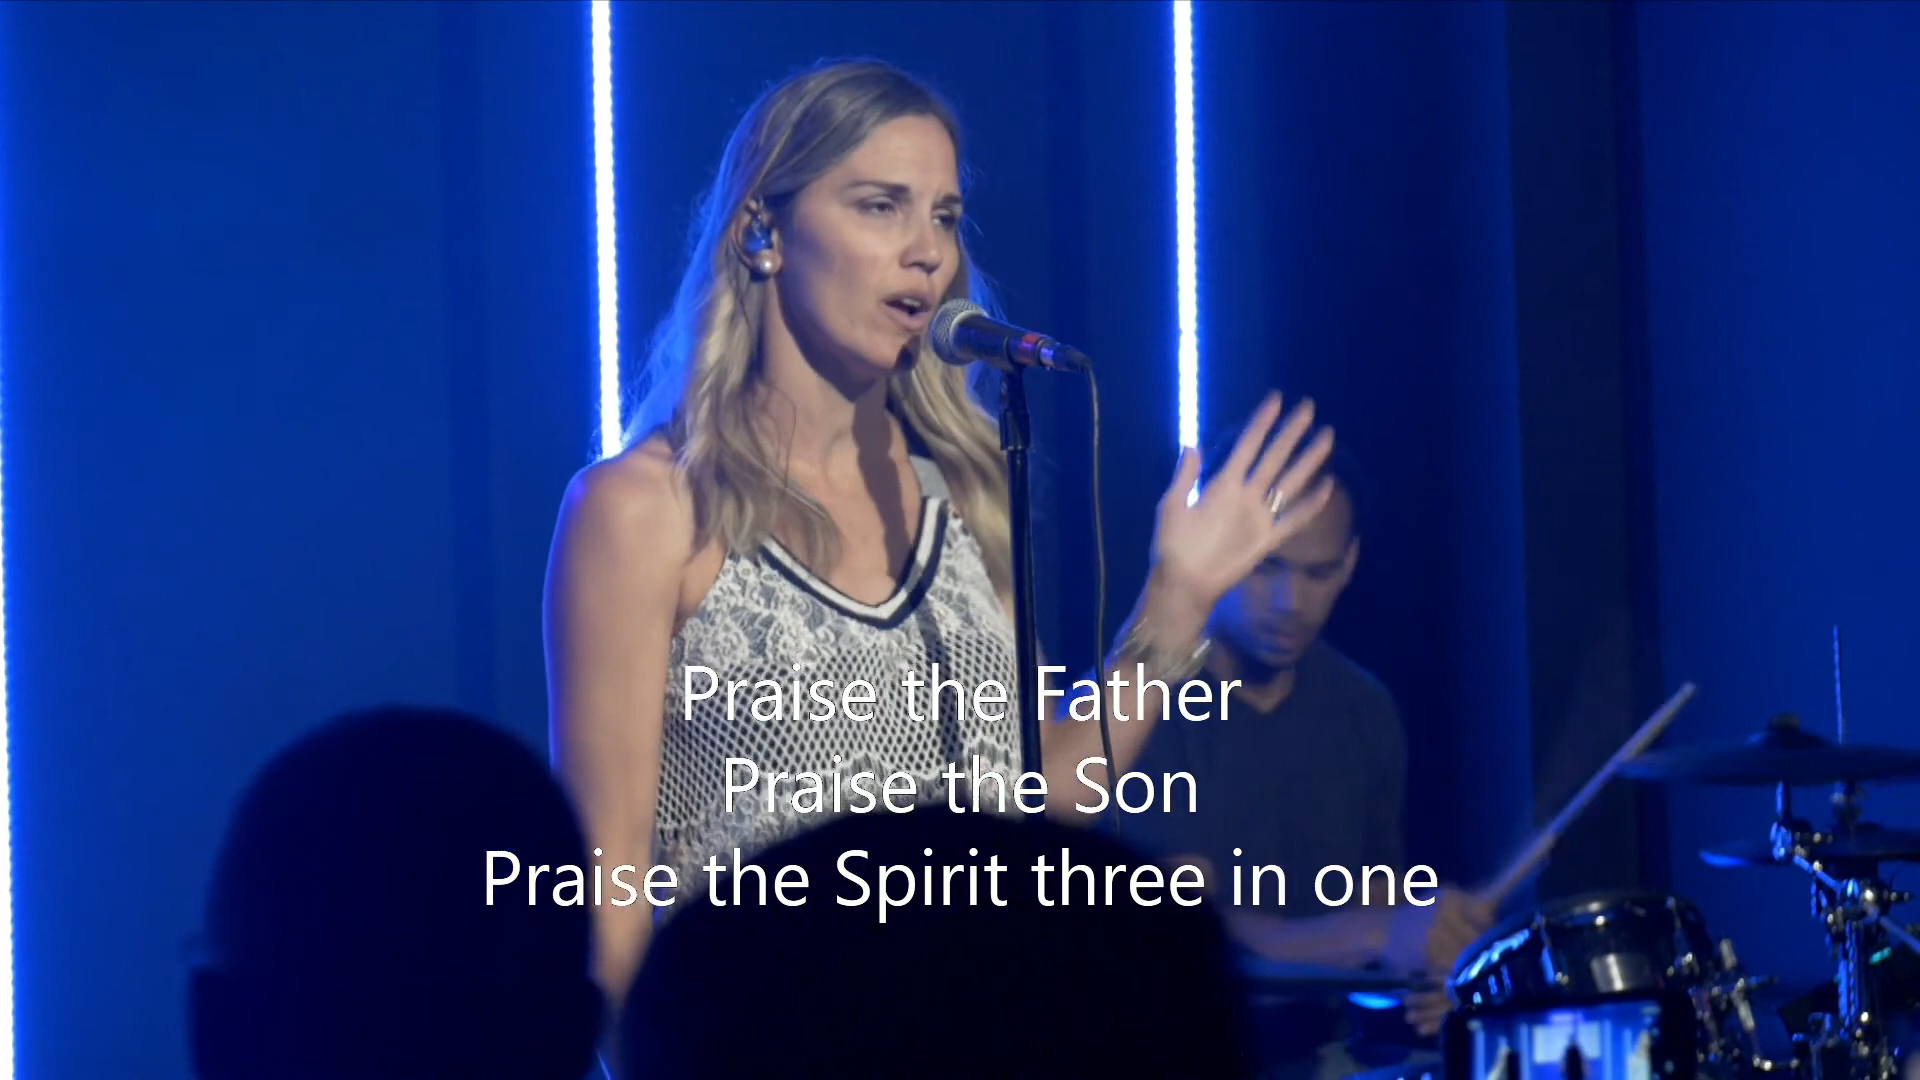 Praise the Father
Praise the Son
Praise the Spirit three in one